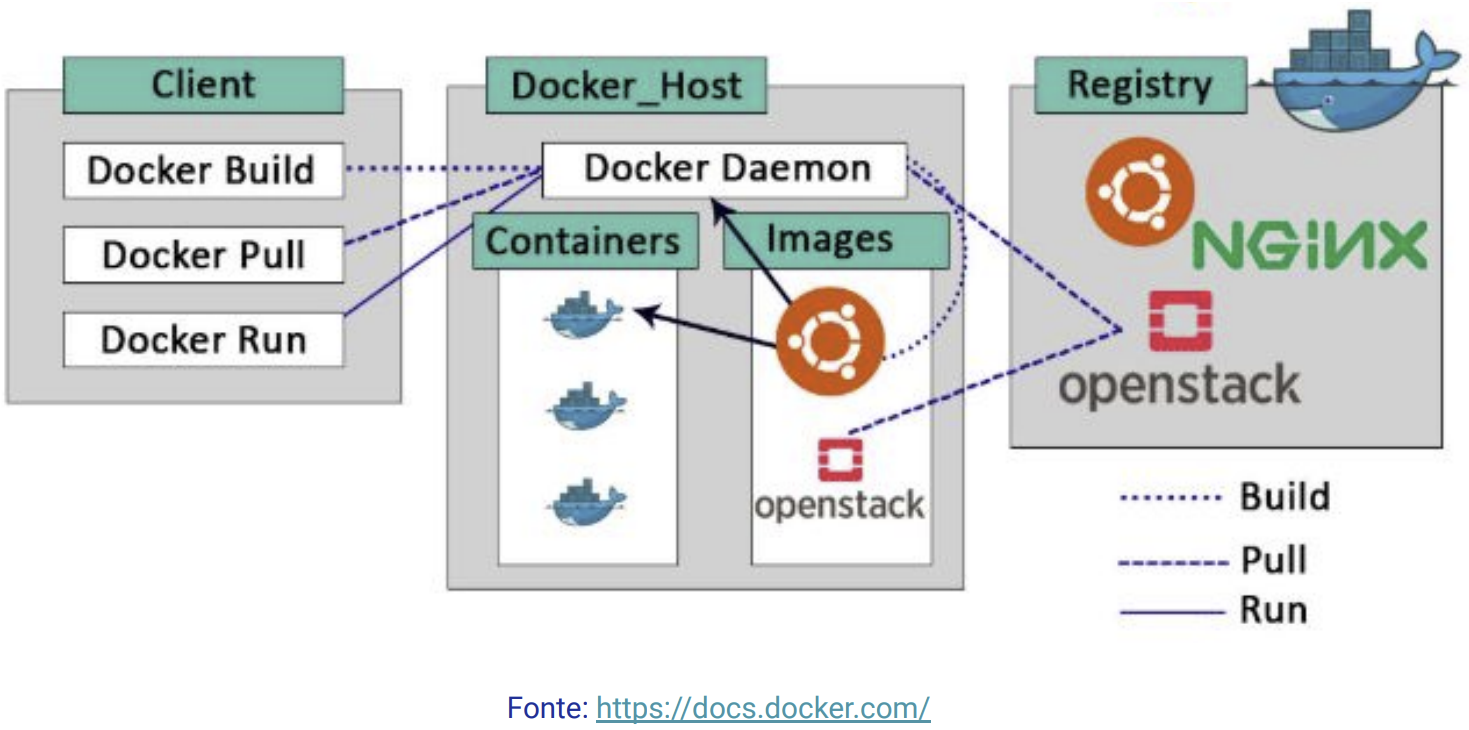 Client
Docker Build
Docker Pull
Docker Run
Docker_Host
Docker Daemon
Containers
Images
openstack
Registry
NGiNX
openstack
Build
Pull
Run
Fonte: https://docs.docker.com/